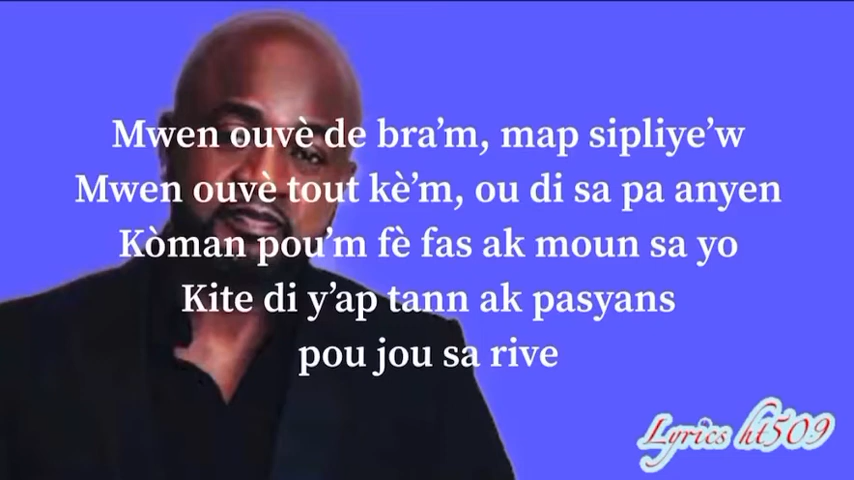 Mwen ouvè de bra’m, map sipliye’w
Mwen ouvè tout kè’m, ou di sa pa anyen
Kòman pou’m fè fas ak moun sa yo
Kite di y’ap tann ak pasyans
pou jou sa rive
Lyrics ht509